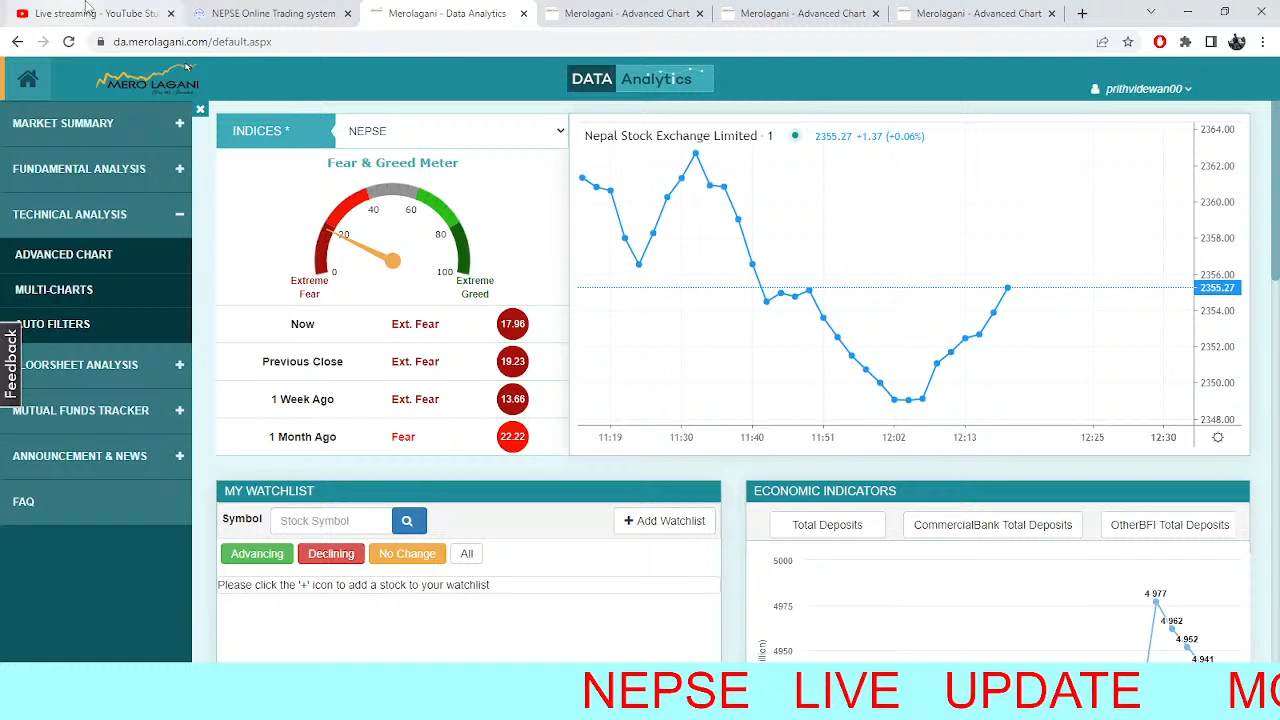 Live streaming - YouTube Stu
NEPSE Online Trading system
Merolagani - Data Analytics
Merolagani - Advanced Chart
Merolagani - Advanced Chart
Merolagani - Advanced Chart
da.merolagani.com/default.aspx
MERO LAGANI
DATA Analytics
prithvidewan00
MARKET SUMMARY
FUNDAMENTAL ANALYSIS
TECHNICAL ANALYSIS
ADVANCED CHART
MULTI-CHARTS
AUTO FILTERS
LOORSHEET ANALYSIS
MUTUAL FUNDS TRACKER
ANNOUNCEMENT & NEWS
FAQ
Feedback
INDICES *
NEPSE
Fear & Greed Meter
0
20
40
60
80
100
Extreme
Fear
Extreme
Greed
Now Ext. Fear 17.96
Previous Close Ext. Fear 19.23
1 Week Ago Ext. Fear 13.66
1 Month Ago Fear 22.22
Nepal Stock Exchange Limited · 1 2355.27 +1.37 (+0.06%)
2364.00
2362.00
2360.00
2358.00
2356.00
2355.27
2354.00
2352.00
2350.00
2348.00
11:19 11:30 11:40 11:51 12:02 12:13 12:25 12:30
MY WATCHLIST
Symbol Stock Symbol + Add Watchlist
Advancing Declining No Change All
Please click the '+' icon to add a stock to your watchlist
ECONOMIC INDICATORS
Total Deposits CommercialBank Total Deposits OtherBFI Total Deposits
5000
4975
4950
4 977
4 962
4 952
4 941
NEPSE LIVE UPDATE MO